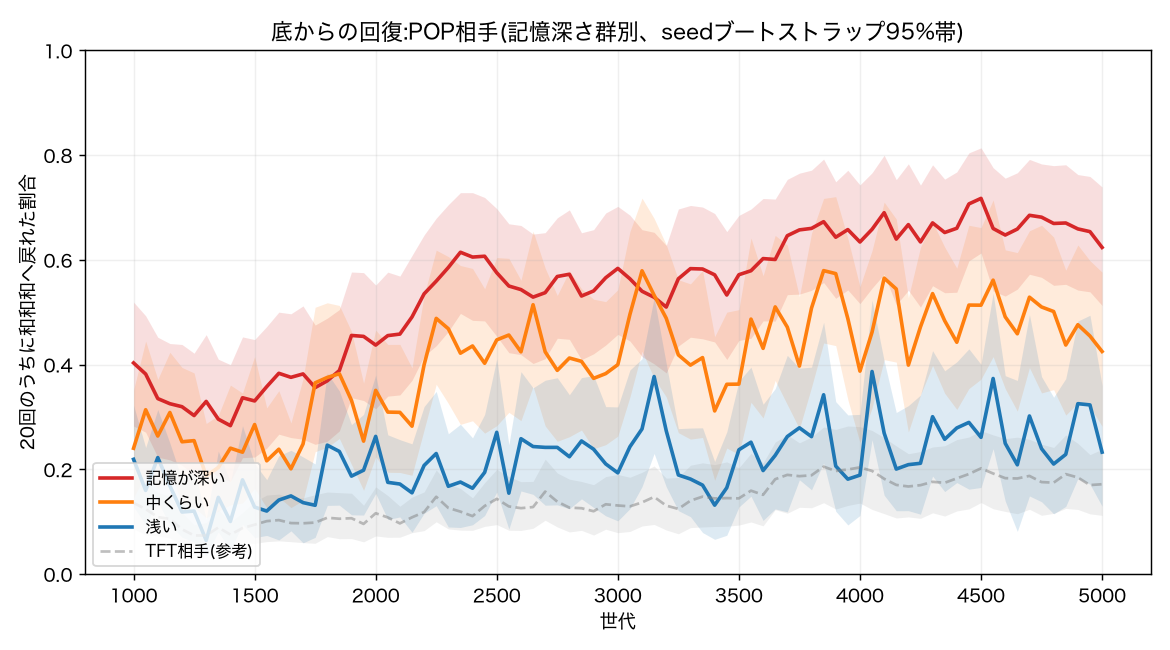 底からの回復:POP相手(記憶深さ群別、seedブートストラップ95%帯)
20回のうちに和和和へ戻れた割合
1.0
0.8
0.6
0.4
0.2
0.0
記憶が深い
中くらい
浅い
TFT相手(参考)
1000 1500 2000 2500 3000 3500 4000 4500 5000
世代